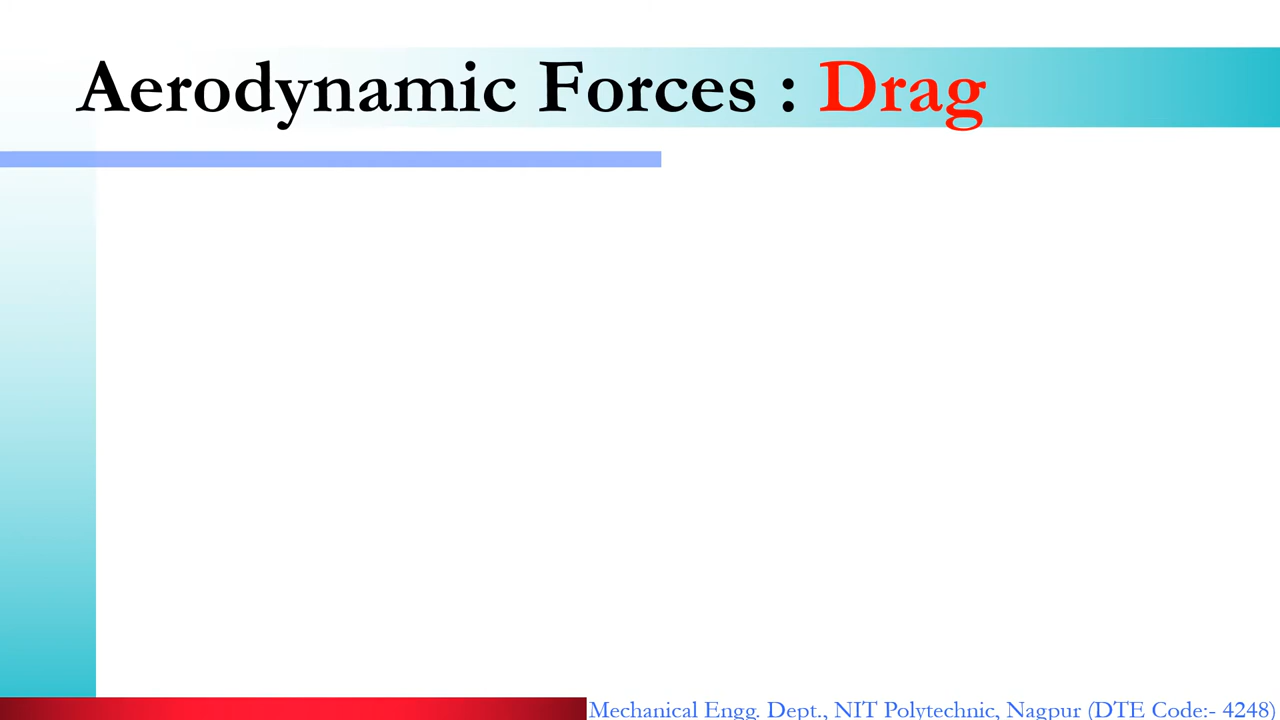 Aerodynamic Forces : Drag
Mechanical Engg. Dept., NIT Polytechnic, Nagpur (DTE Code:- 4248)